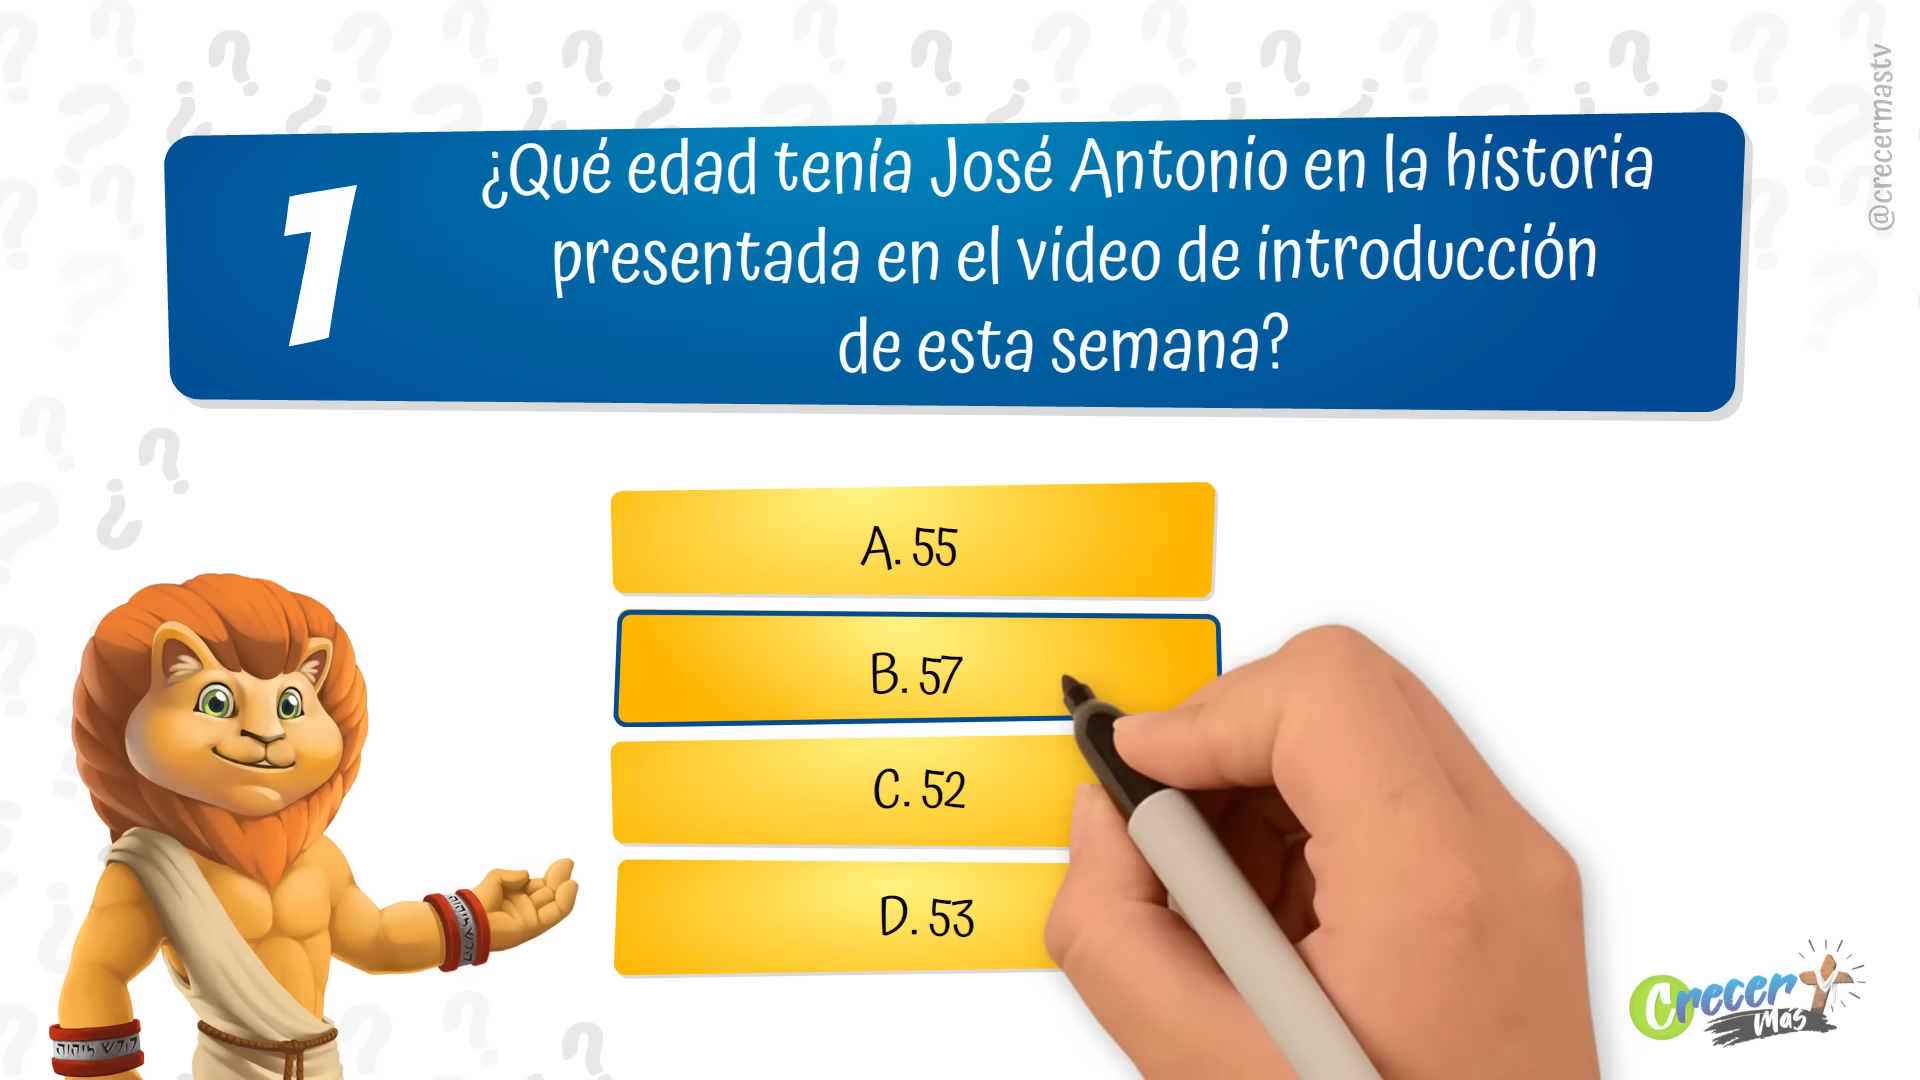 @crecermastv
1
¿Qué edad tenía José Antonio en la historia
presentada en el video de introducción
de esta semana?
A. 55
B. 57
C. 52
D. 53
Crecer
Más